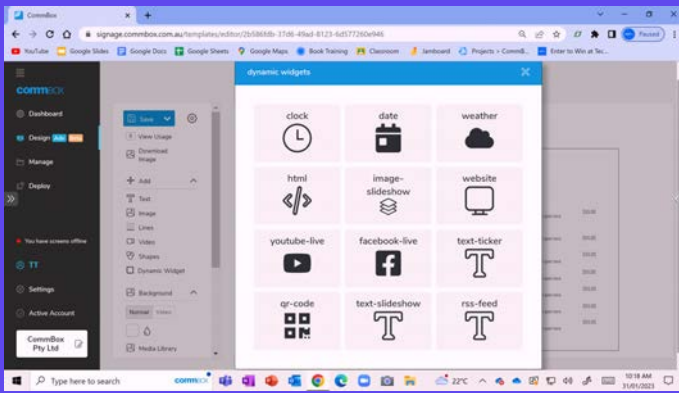 CommBox
signage.commbox.com.au/templates/editor/2b586fdb-37d6-49ad-8123-6d577260e946
Paused
YouTube Google Slides Google Docs Google Sheets Google Maps Book Training Classroom Jamboard Projects > CommB... Enter to Win at Tec...
dynamic widgets
COMMBOX
Dashboard
Design
Manage
Deploy
You have screens offline
TT
Settings
Active Account
CommBox
Pty Ltd
Save
View Usage
Download
Image
Add
Text
Image
Lines
Video
Shapes
Dynamic Widget
Background
Normal Video
Media Library
clock date weather
html image-slideshow website
youtube-live facebook-live text-ticker
qr-code text-slideshow rss-feed
Type here to search
COMMBOX
22°C
10:18 AM
31/01/2023